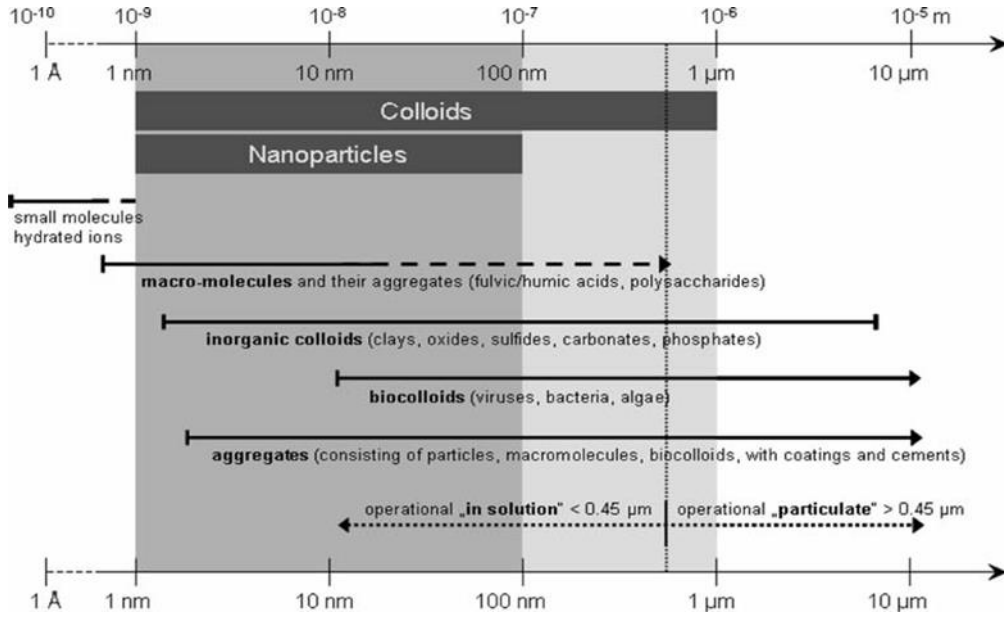 10-10 10-9 10-8 10-7 10-6 10-5 m
1 Å 1 nm 10 nm 100 nm 1 µm 10 µm
Colloids
Nanoparticles
small molecules
hydrated ions
macro-molecules and their aggregates (fulvic/humic acids, polysaccharides)
inorganic colloids (clays, oxides, sulfides, carbonates, phosphates)
biocolloids (viruses, bacteria, algae)
aggregates (consisting of particles, macromolecules, biocolloids, with coatings and cements)
operational „in solution" < 0.45 µm operational „particulate" > 0.45 µm
1 Å 1 nm 10 nm 100 nm 1 µm 10 µm